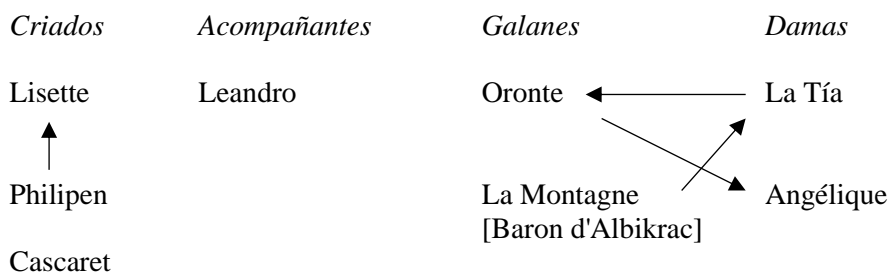 Criados Acompañantes Galanes Damas
Lisette Leandro Oronte La Tía
Philipen La Montagne Angélique
[Baron d'Albikrac]
Cascaret